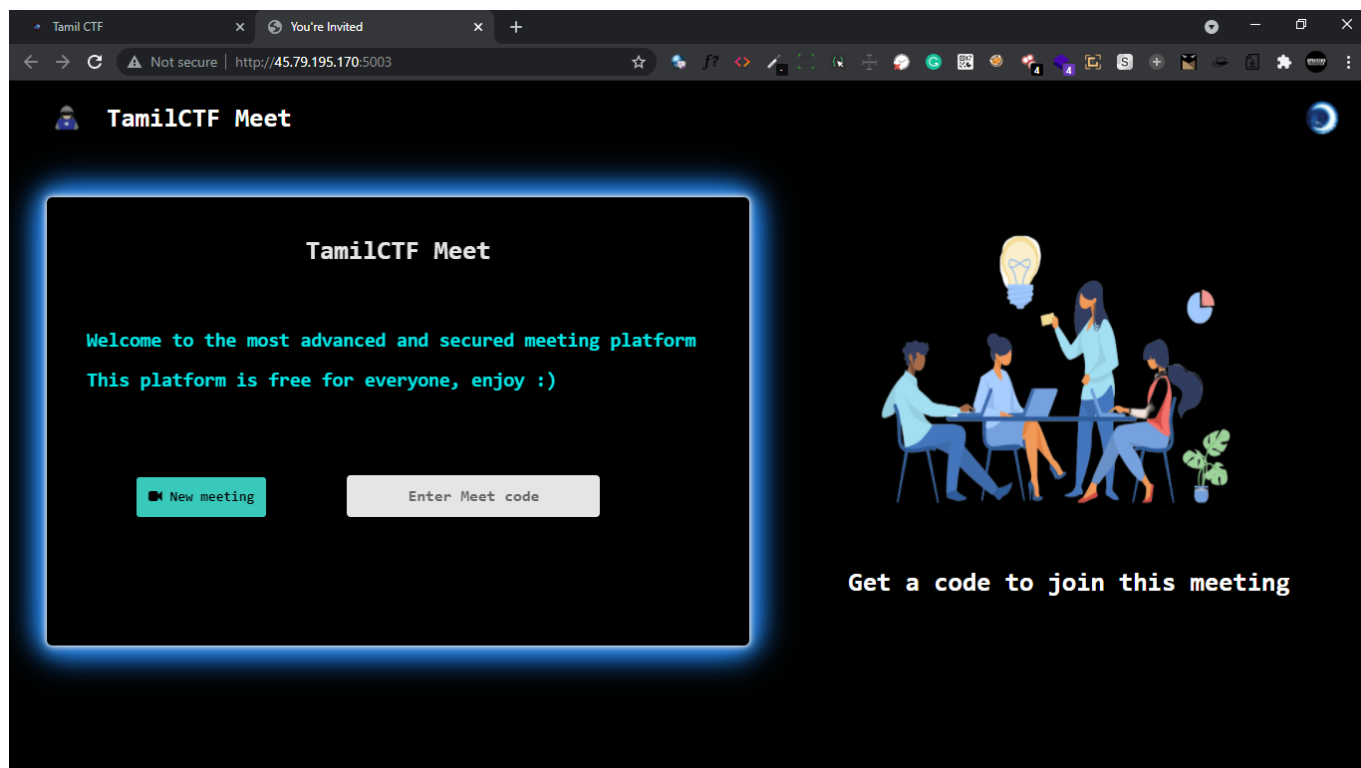 Tamil CTF
You're Invited
Not secure | http://45.79.195.170:5003
TamilCTF Meet
TamilCTF Meet
Welcome to the most advanced and secured meeting platform
This platform is free for everyone, enjoy :)
New meeting
Enter Meet code
Get a code to join this meeting